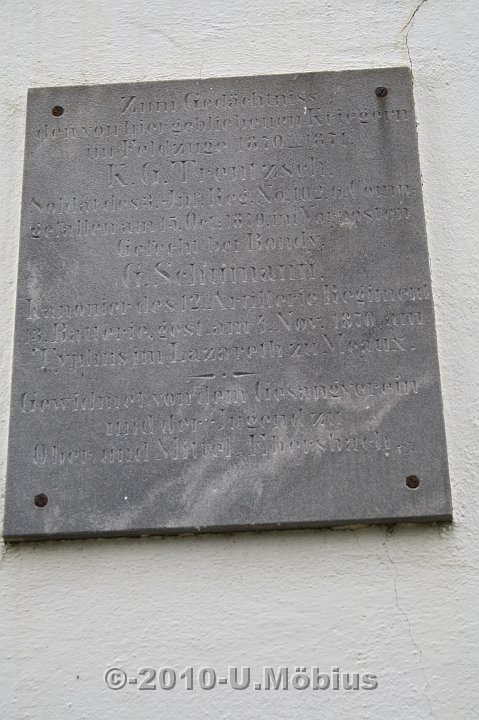 Zum Gedächtniss
den von hier gebliebenen Kriegern
im Feldzuge 1870–1871.
K. G. Trentzsch.
Soldat des 3. Inf. Reg. No. 102. 6. Comp.
gefallen am 15. Oct. 1870. im Vorposten
Gefecht bei Bondy.
G. Schumann.
Kanonier des 12. Artillerie Regiment
Batterie, gest. am 4. Nov. 1870. am
Typhus im Lazareth zu Meaux.
Gewidmet von dem Gesangverein
und der Jugend zu
Ober. und Mittel. Ebersbach.
©-2010-U.Möbius